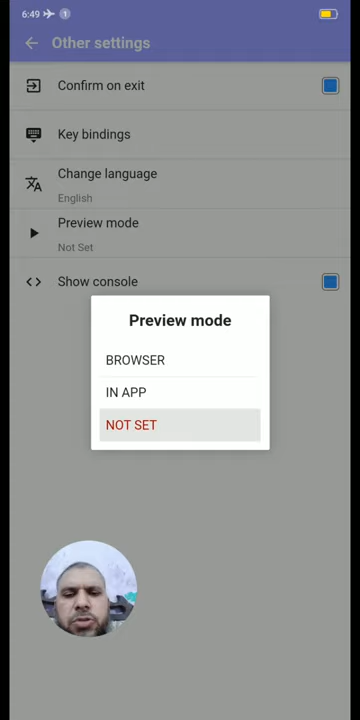 6:49
1
Other settings
Confirm on exit
Key bindings
Change language
English
Preview mode
Not Set
Show console
Preview mode
BROWSER
IN APP
NOT SET